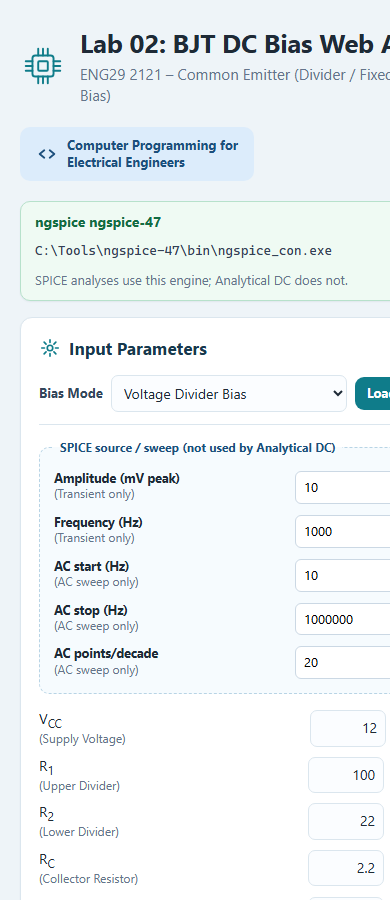 Lab 02: BJT DC Bias Web A
ENG29 2121 – Common Emitter (Divider / Fixed
Bias)
Computer Programming for
Electrical Engineers
ngspice ngspice-47
C:\Tools\ngspice-47\bin\ngspice_con.exe
SPICE analyses use this engine; Analytical DC does not.
Input Parameters
Bias Mode Voltage Divider Bias Loa
SPICE source / sweep (not used by Analytical DC)
Amplitude (mV peak) 10
(Transient only)
Frequency (Hz) 1000
(Transient only)
AC start (Hz) 10
(AC sweep only)
AC stop (Hz) 1000000
(AC sweep only)
AC points/decade 20
(AC sweep only)
VCC 12
(Supply Voltage)
R1 100
(Upper Divider)
R2 22
(Lower Divider)
RC 2.2
(Collector Resistor)